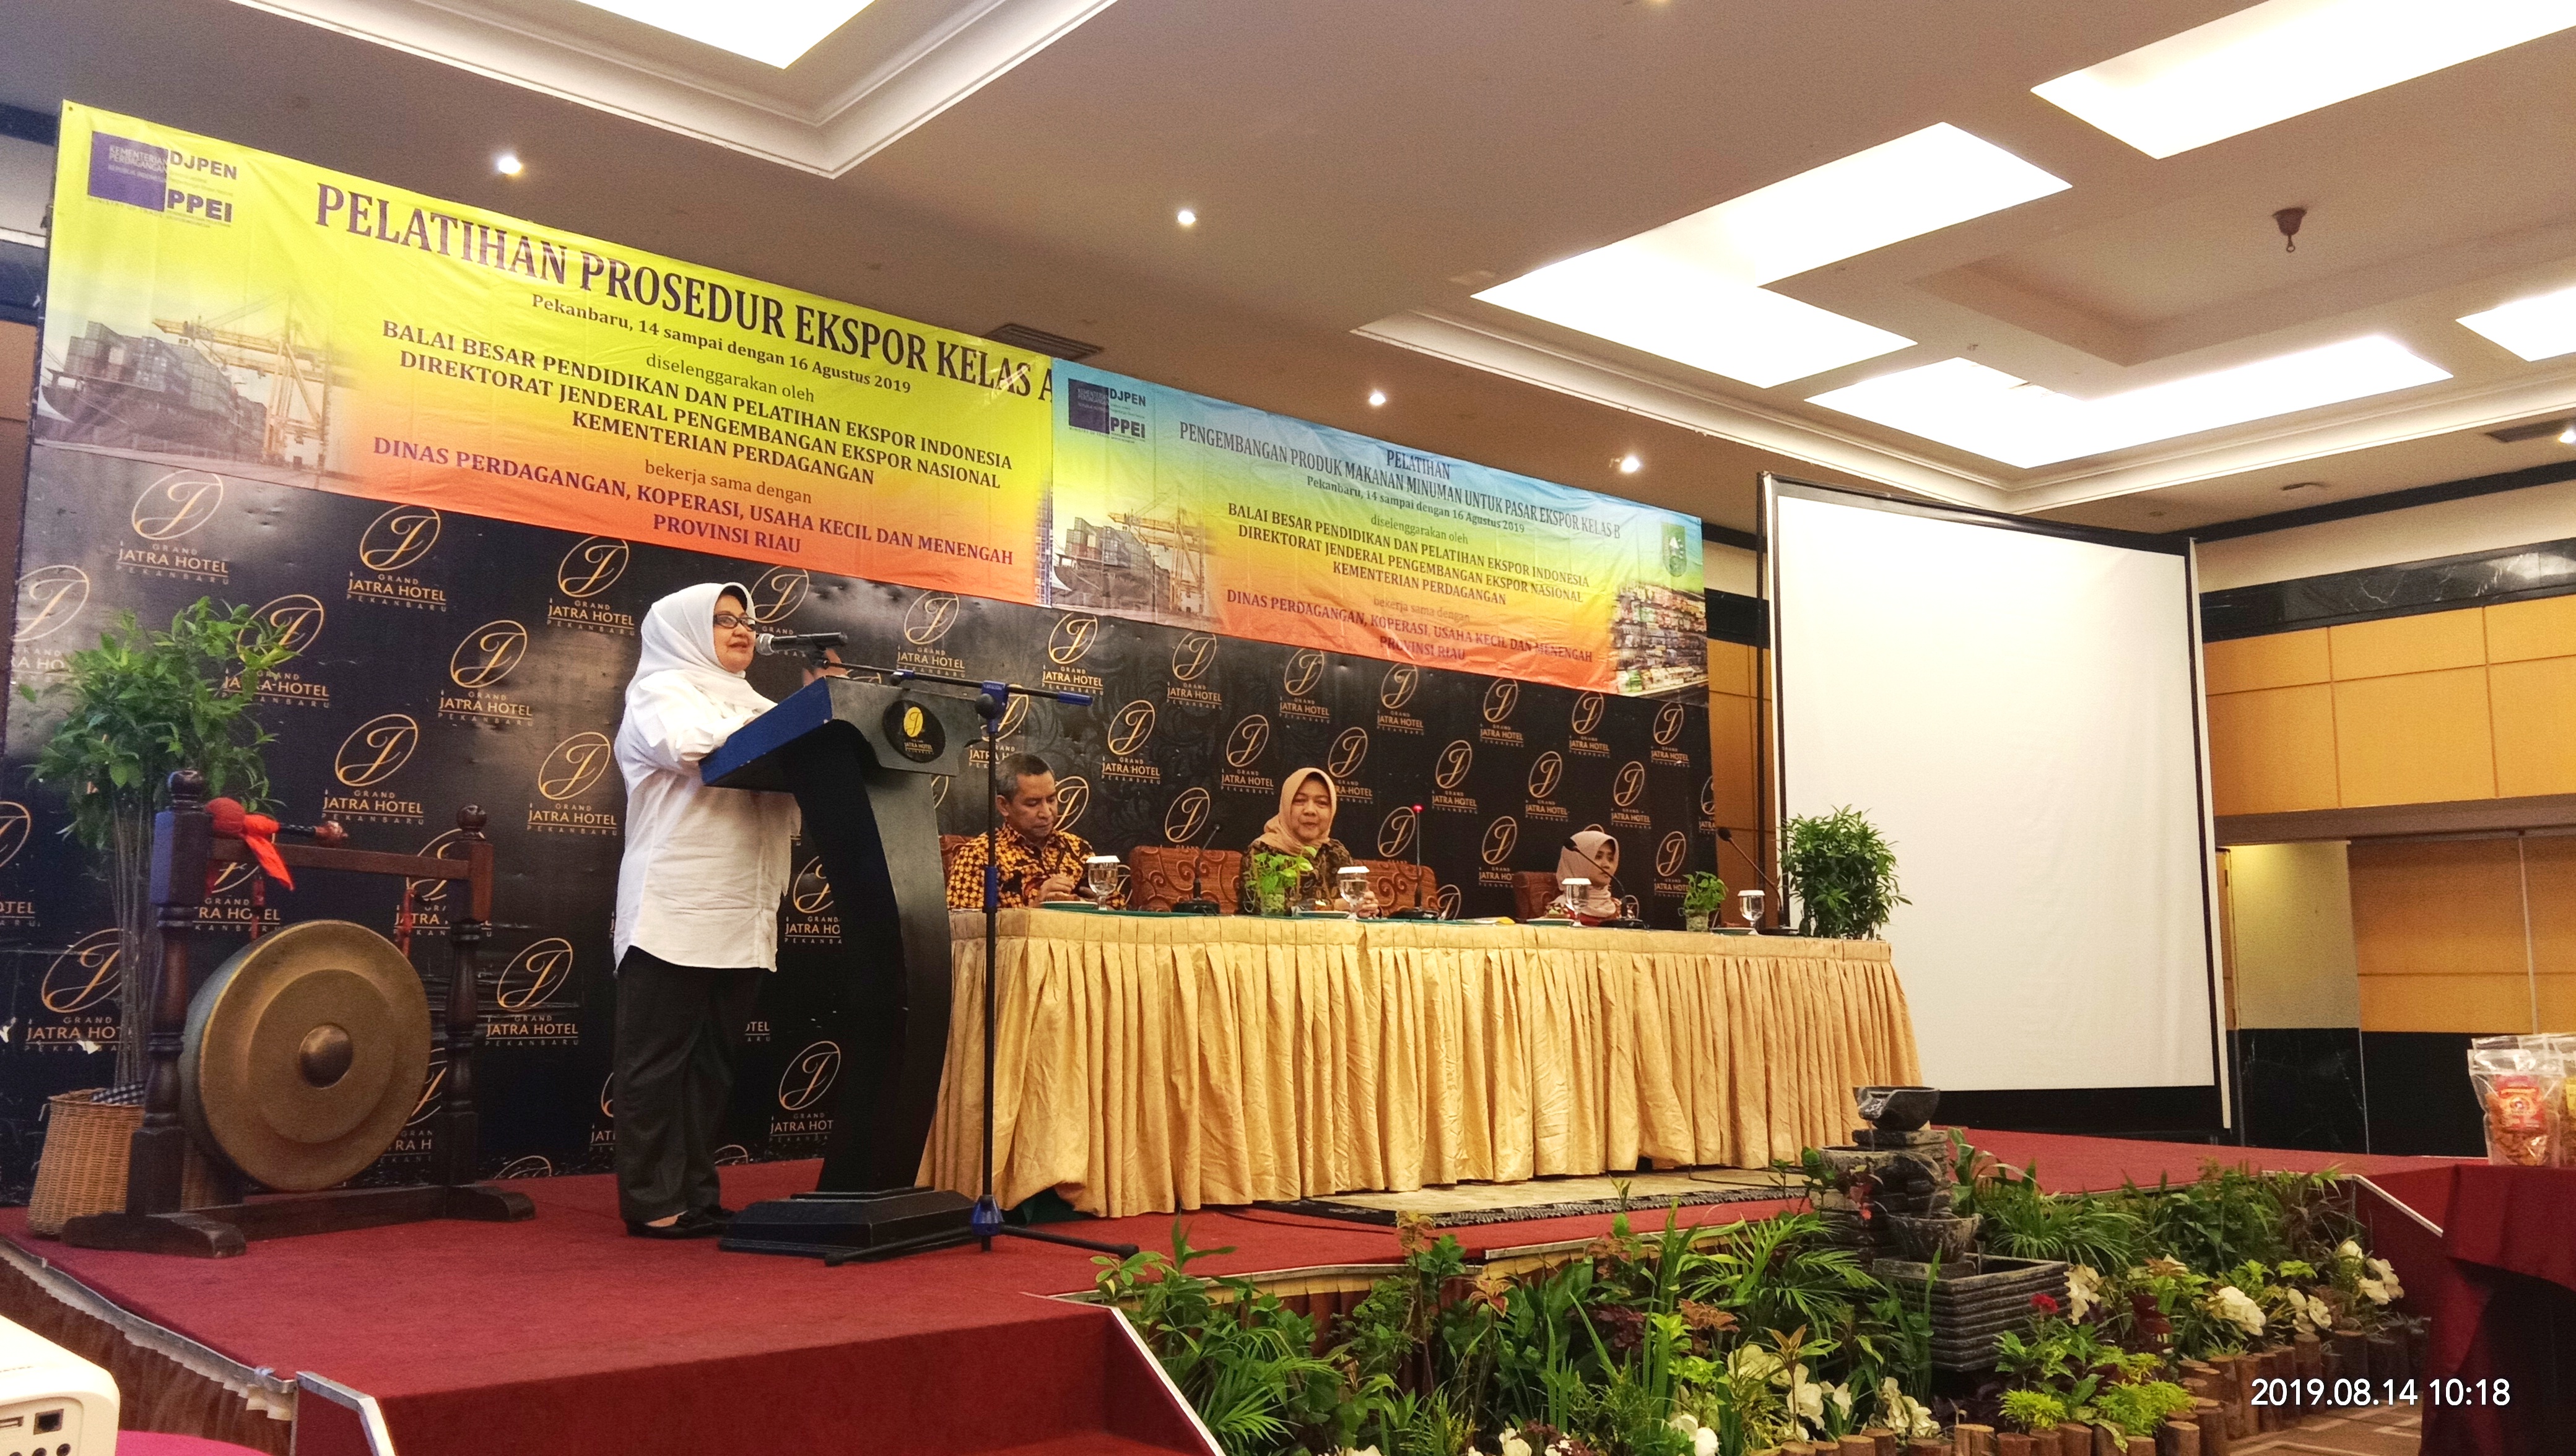 KEMENTERIAN
PERDAGANGAN
REPUBLIK INDONESIA
DJPEN
PPEI
PELATIHAN PROSEDUR EKSPOR KELAS A
Pekanbaru, 14 sampai dengan 16 Agustus 2019
diselenggarakan oleh
BALAI BESAR PENDIDIKAN DAN PELATIHAN EKSPOR INDONESIA
DIREKTORAT JENDERAL PENGEMBANGAN EKSPOR NASIONAL
KEMENTERIAN PERDAGANGAN
bekerja sama dengan
DINAS PERDAGANGAN, KOPERASI, USAHA KECIL DAN MENENGAH
PROVINSI RIAU
DJPEN
PPEI
PELATIHAN
PENGEMBANGAN PRODUK MAKANAN MINUMAN UNTUK PASAR EKSPOR KELAS B
Pekanbaru, 14 sampai dengan 16 Agustus 2019
diselenggarakan oleh
BALAI BESAR PENDIDIKAN DAN PELATIHAN EKSPOR INDONESIA
DIREKTORAT JENDERAL PENGEMBANGAN EKSPOR NASIONAL
KEMENTERIAN PERDAGANGAN
bekerja sama dengan
DINAS PERDAGANGAN, KOPERASI, USAHA KECIL DAN MENENGAH
PROVINSI RIAU
GRAND
JATRA HOTEL
PEKANBARU
2019.08.14 10:18